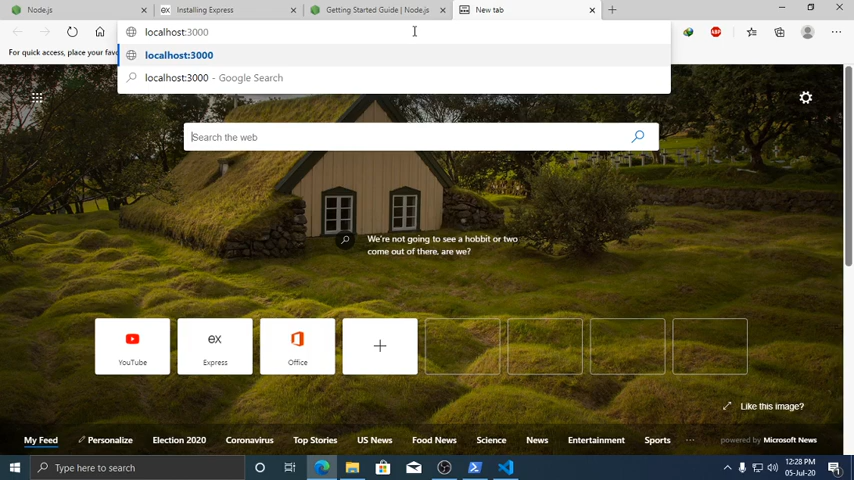 Node.js
ex Installing Express
Getting Started Guide | Node.js
New tab
localhost:3000
ABP
For quick access, place your favo
localhost:3000
localhost:3000 - Google Search
Search the web
We're not going to see a hobbit or two
come out of there, are we?
YouTube
ex
Express
Office
Like this image?
My Feed
Personalize
Election 2020
Coronavirus
Top Stories
US News
Food News
Science
News
Entertainment
Sports
powered by Microsoft News
Type here to search
12:28 PM
05-Jul-20
1